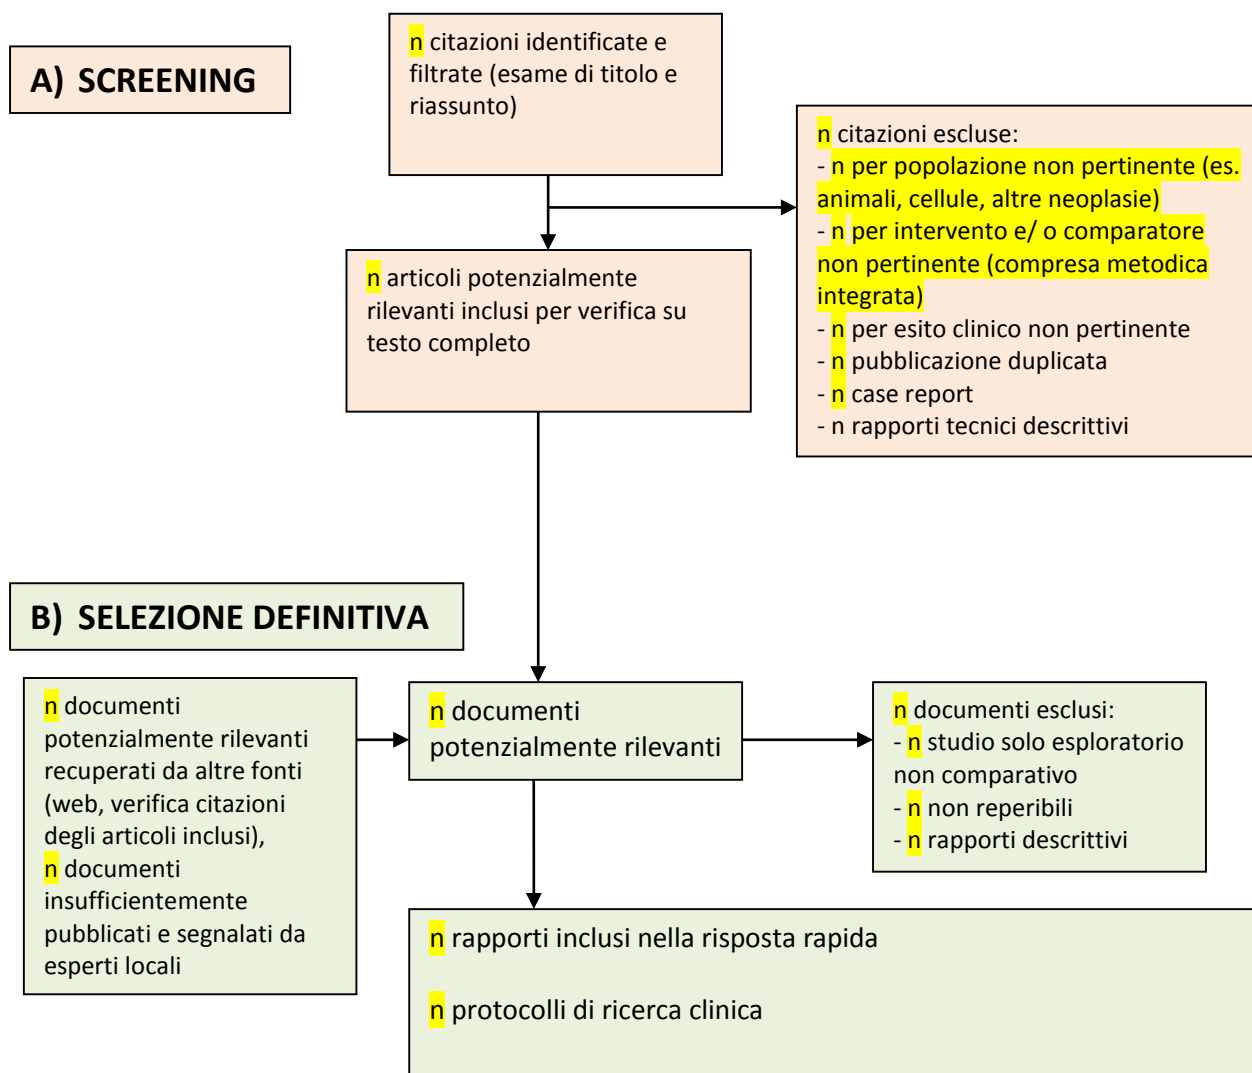 A) SCREENING
n citazioni identificate e
filtrate (esame di titolo e
riassunto)
n citazioni escluse:
- n per popolazione non pertinente (es.
animali, cellule, altre neoplasie)
- n per intervento e/ o comparatore
non pertinente (compresa metodica
integrata)
- n per esito clinico non pertinente
- n pubblicazione duplicata
- n case report
- n rapporti tecnici descrittivi
n articoli potenzialmente
rilevanti inclusi per verifica su
testo completo
B) SELEZIONE DEFINITIVA
n documenti
potenzialmente rilevanti
recuperati da altre fonti
(web, verifica citazioni
degli articoli inclusi),
n documenti
insufficientemente
pubblicati e segnalati da
esperti locali
n documenti
potenzialmente rilevanti
n documenti esclusi:
- n studio solo esploratorio
non comparativo
- n non reperibili
- n rapporti descrittivi
n rapporti inclusi nella risposta rapida
n protocolli di ricerca clinica